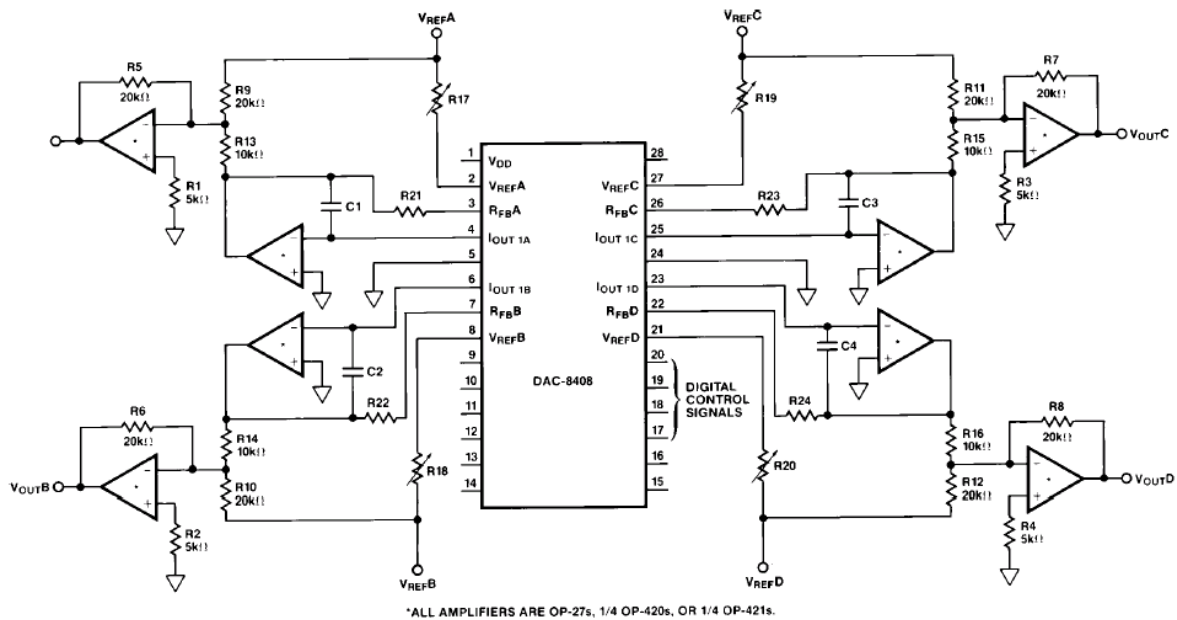 VREFA
VREFC
R5
20kΩ
R9
20kΩ
R17
R13
10kΩ
R1
5kΩ
C1
R21
R19
R11
20kΩ
R7
20kΩ
R15
10kΩ
VOUTC
R3
5kΩ
R23
C3
1
VDD
28
2
VREFA
VREFC
27
3
RFBA
RFBC
26
4
IOUT 1A
IOUT 1C
25
5
24
6
IOUT 1B
IOUT 1D
23
7
RFBB
RFBD
22
8
VREFB
VREFD
21
9
20
10
19
11
18
12
17
13
16
14
15
DAC-8408
DIGITAL
CONTROL
SIGNALS
C2
R22
R6
20kΩ
R14
10kΩ
R18
VOUTB
R10
20kΩ
R2
5kΩ
VREFB
C4
R24
R16
10kΩ
R8
20kΩ
R20
R12
20kΩ
VOUTD
R4
5kΩ
VREFD
*ALL AMPLIFIERS ARE OP-27s, 1/4 OP-420s, OR 1/4 OP-421s.